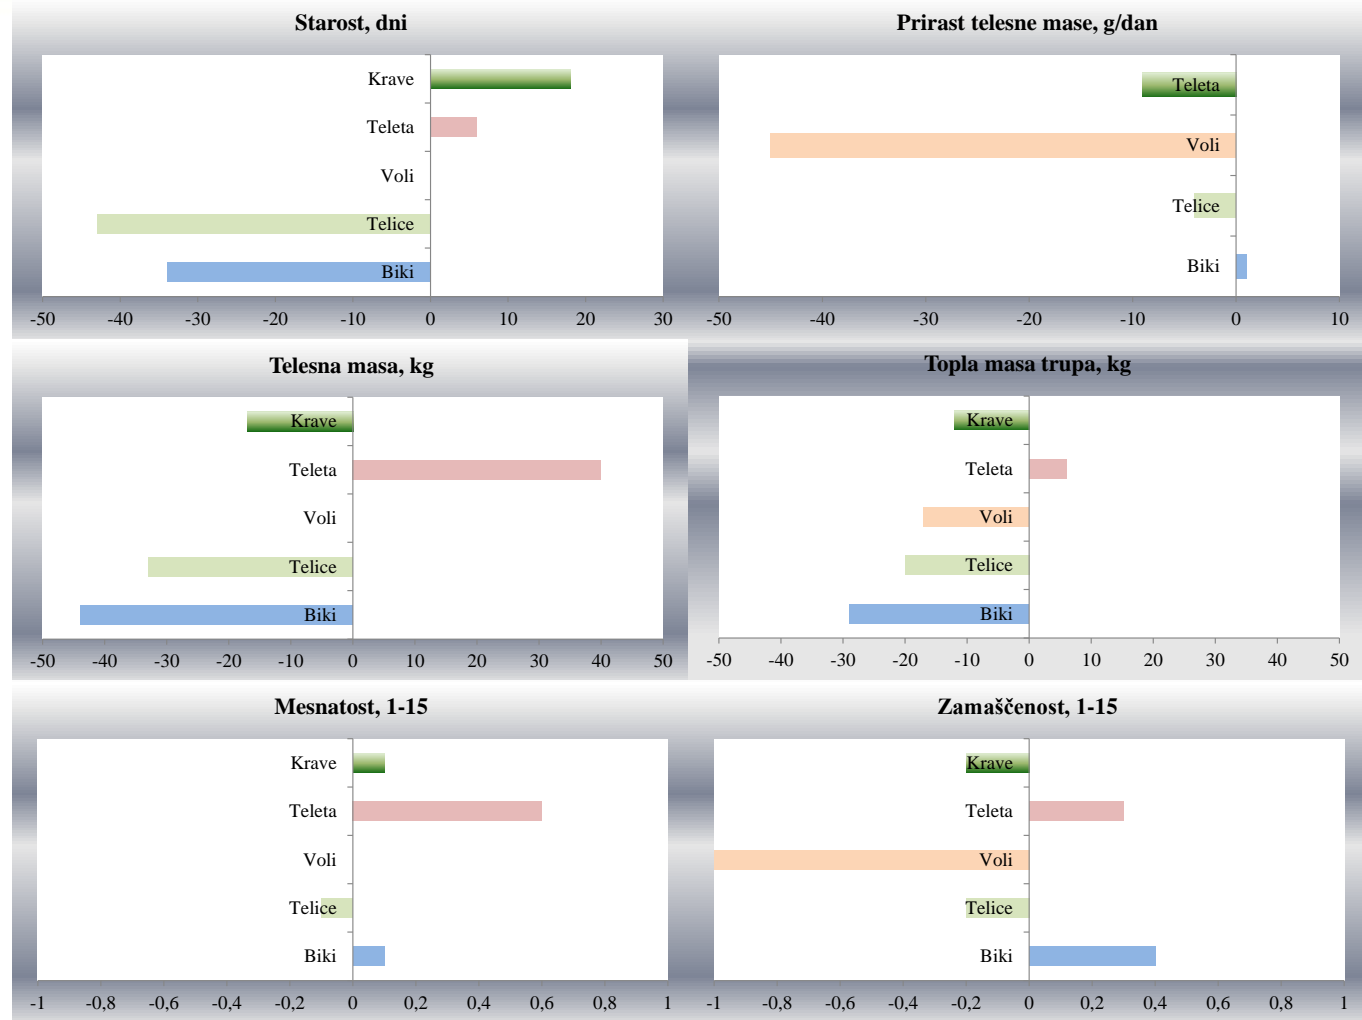 Starost, dni
Krave
Teleta
Voli
Telice
Biki
-50 -40 -30 -20 -10 0 10 20 30
Prirast telesne mase, g/dan
Teleta
Voli
Telice
Biki
-50 -40 -30 -20 -10 0 10
Telesna masa, kg
Krave
Teleta
Voli
Telice
Biki
-50 -40 -30 -20 -10 0 10 20 30 40 50
Topla masa trupa, kg
Krave
Teleta
Voli
Telice
Biki
-50 -40 -30 -20 -10 0 10 20 30 40 50
Mesnatost, 1-15
Krave
Teleta
Voli
Telice
Biki
-1 -0,8 -0,6 -0,4 -0,2 0 0,2 0,4 0,6 0,8 1
Zamaščenost, 1-15
Krave
Teleta
Voli
Telice
Biki
-1 -0,8 -0,6 -0,4 -0,2 0 0,2 0,4 0,6 0,8 1